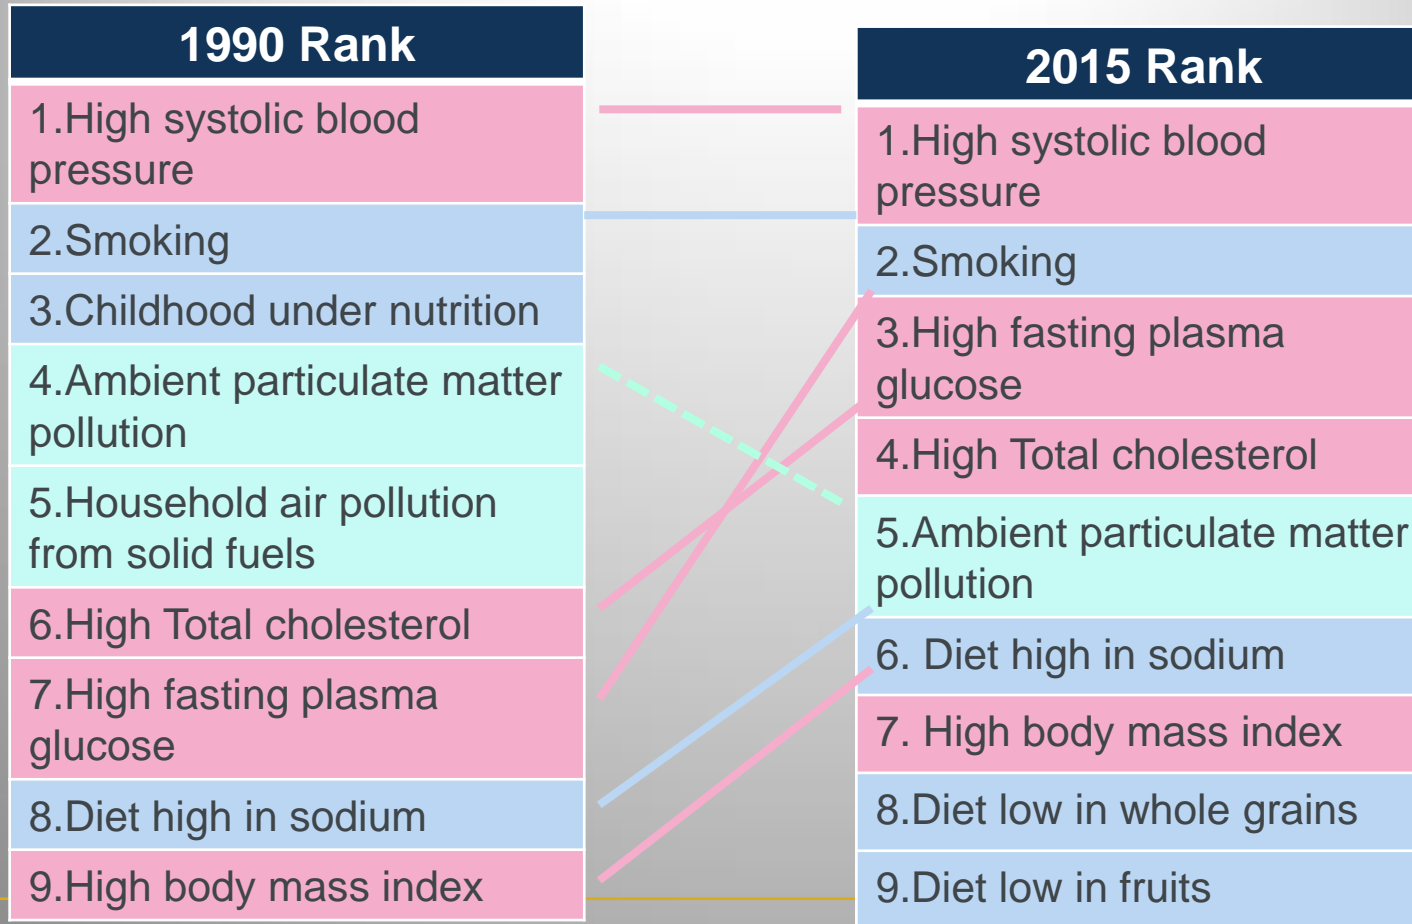 1990 Rank
1.High systolic blood
pressure
2.Smoking
3.Childhood under nutrition
4.Ambient particulate matter
pollution
5.Household air pollution
from solid fuels
6.High Total cholesterol
7.High fasting plasma
glucose
8.Diet high in sodium
9.High body mass index
2015 Rank
1.High systolic blood
pressure
2.Smoking
3.High fasting plasma
glucose
4.High Total cholesterol
5.Ambient particulate matter
pollution
6. Diet high in sodium
7. High body mass index
8.Diet low in whole grains
9.Diet low in fruits